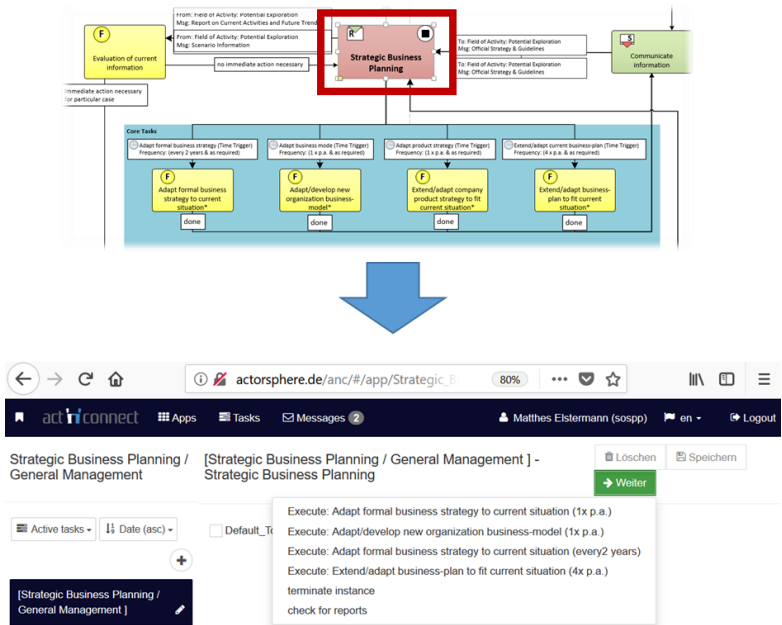 From: Field of Activity: Potential Exploration
Msg: Report on Current Activities and Future Trend
From: Field of Activity: Potential Exploration
Msg: Scenario Information
F
Evaluation of current
information
no immediate action necessary
R
Strategic Business
Planning
To: Field of Activity: Potential Exploration
Msg: Official Strategy & Guidelines
To: Field of Activity: Potential Exploration
Msg: Official Strategy & Guidelines
S
Communicate
information
immediate action necessary
for particular case
Core Tasks
Adapt formal business strategy (Time Trigger)
Frequency: (every 2 years & as required)
Adapt business mode (Time Trigger)
Frequency: (1 x p.a. & as required)
Adapt product strategy (Time Trigger)
Frequency: (1 x p.a. & as required)
Extend/adapt current business-plan (Time Trigger)
Frequency: (4 x p.a. & as required)
F
Adapt formal business
strategy to current
situation*
F
Adapt/develop new
organization business-
model*
F
Extend/adapt company
product strategy to fit
current situation*
F
Extend/adapt business-
plan to fit current
situation*
done
done
done
done
actorsphere.de/anc/#/app/Strategic_B
80%
act'n'connect
Apps
Tasks
Messages 2
Matthes Elstermann (sospp)
en
Logout
Strategic Business Planning /
General Management
[Strategic Business Planning / General Management ] -
Strategic Business Planning
Löschen
Speichern
Weiter
Active tasks
Date (asc)
Default_To
Execute: Adapt formal business strategy to current situation (1x p.a.)
Execute: Adapt/develop new organization business-model (1x p.a.)
Execute: Adapt formal business strategy to current situation (every2 years)
Execute: Extend/adapt business-plan to fit current situation (4x p.a.)
terminate instance
check for reports
[Strategic Business Planning /
General Management ]